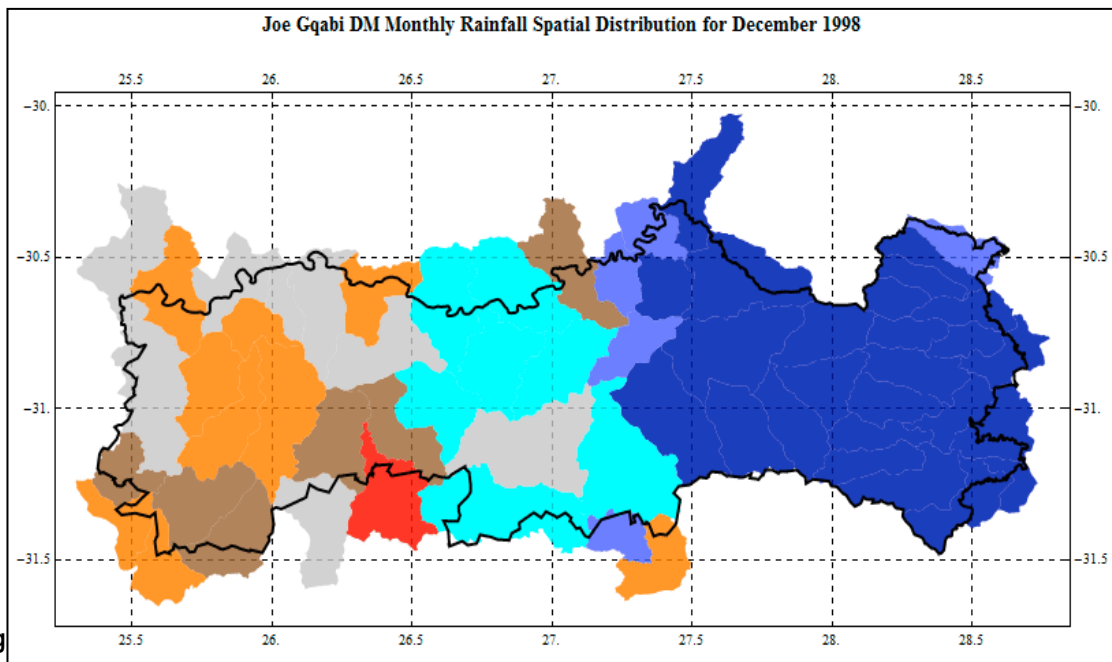 Joe Gqabi DM Monthly Rainfall Spatial Distribution for December 1998
25.5 26. 26.5 27. 27.5 28. 28.5
−30. −30.
−30.5 −30.5
−31. −31.
−31.5 −31.5
25.5 26. 26.5 27. 27.5 28. 28.5
g